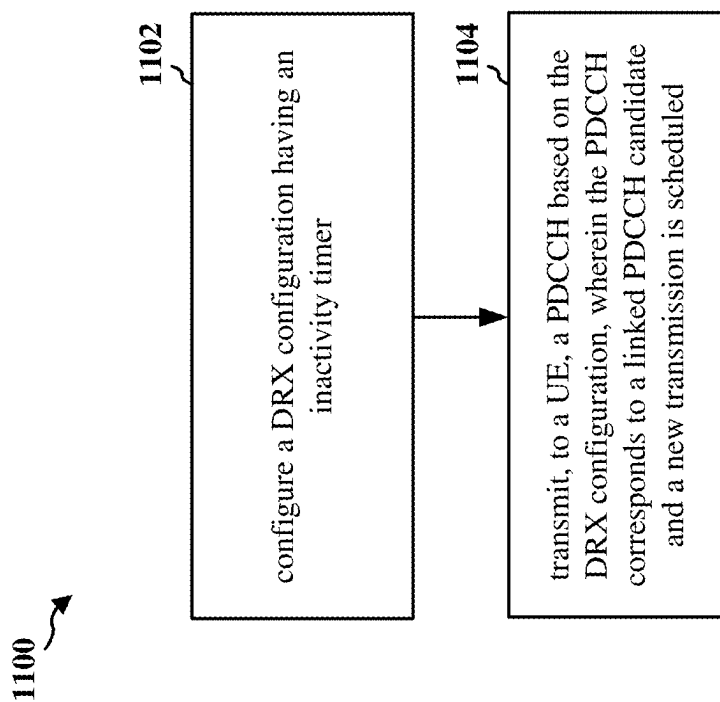 1100
1102
configure a DRX configuration having an
inactivity timer
1104
transmit, to a UE, a PDCCH based on the
DRX configuration, wherein the PDCCH
corresponds to a linked PDCCH candidate
and a new transmission is scheduled